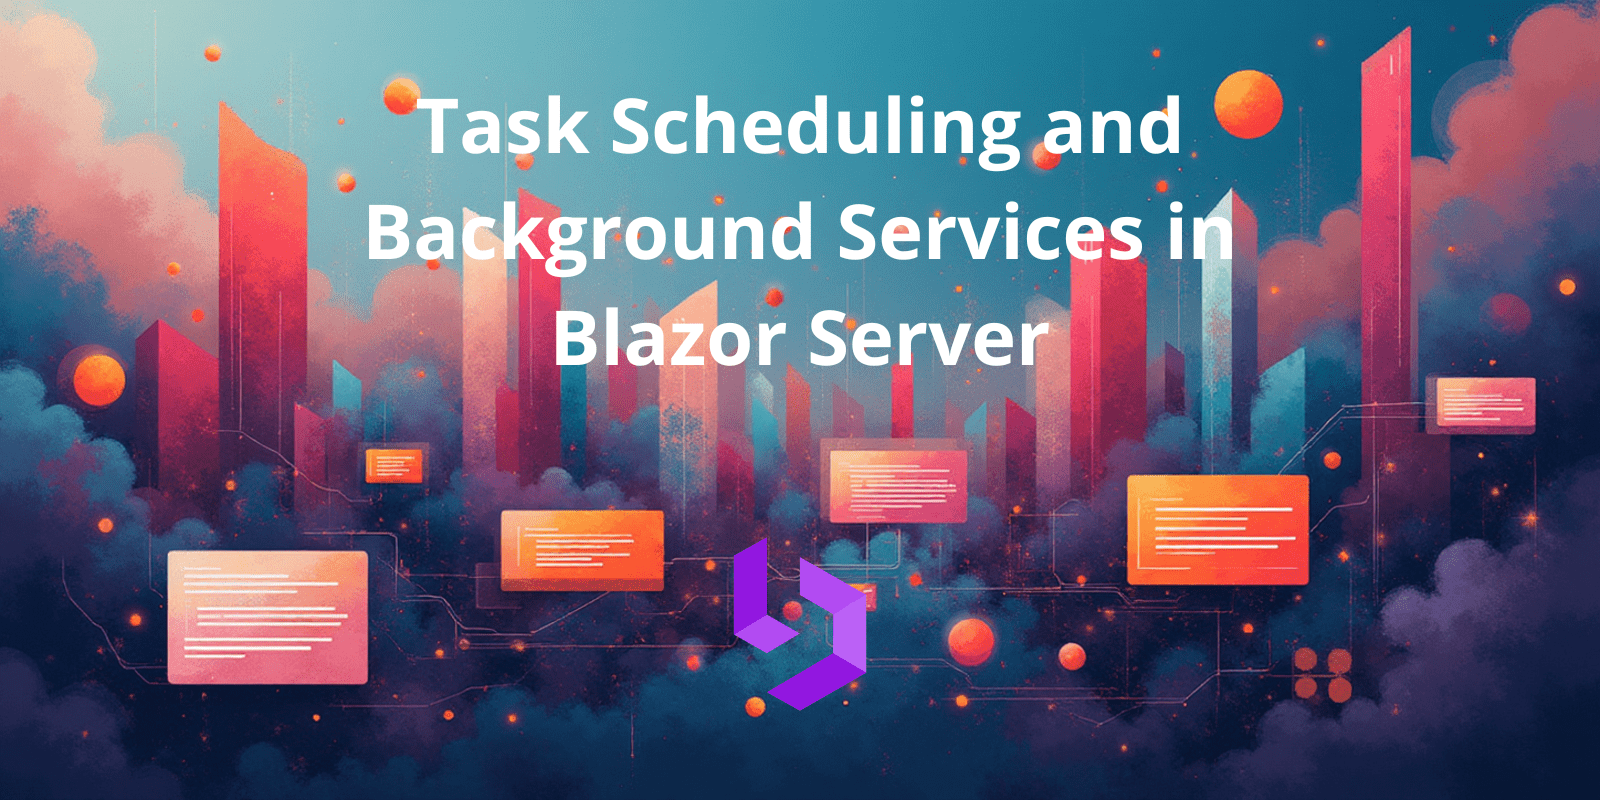 Task Scheduling and
Background Services in
Blazor Server